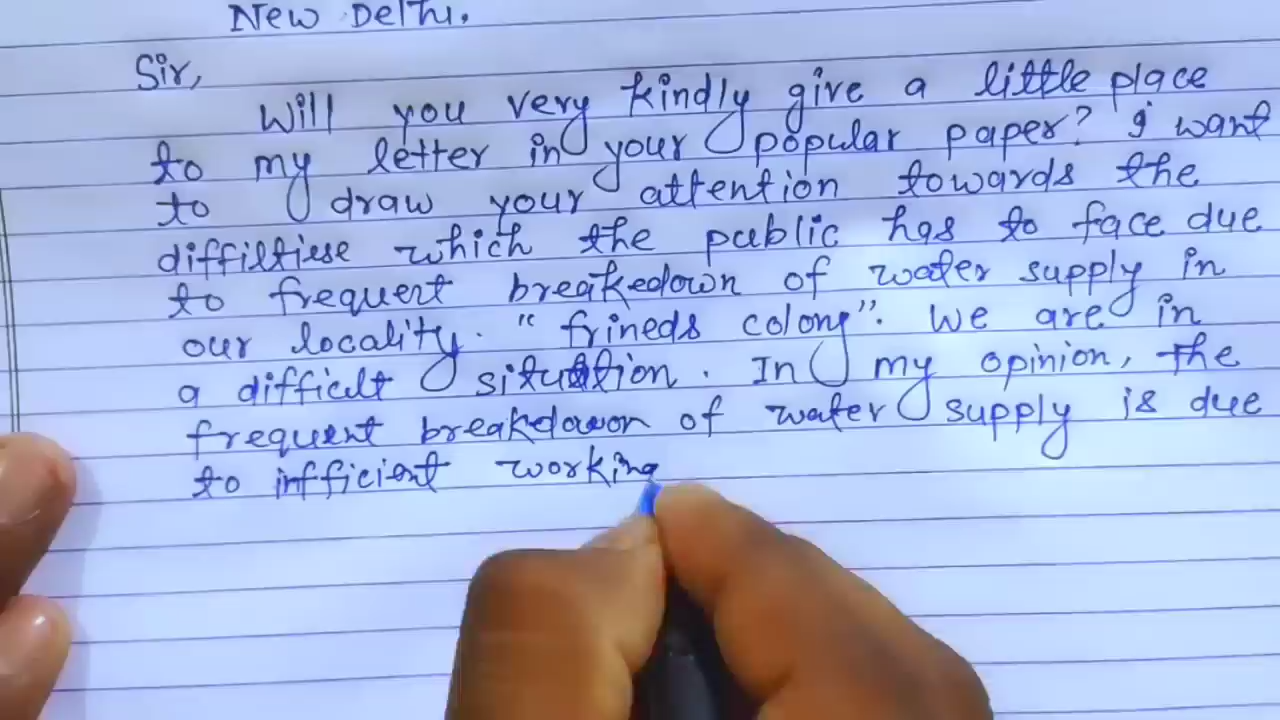 New Delhi.
Sir,
Will you very kindly give a little place
to my letter in your popular paper? I want
to draw your attention towards the
diffiltiese which the public has to face due
to frequert breakedown of water supply in
our locality. "frineds colony". We are in
a difficult situation. In my opinion, the
frequent breakdown of water supply is due
to infficient working